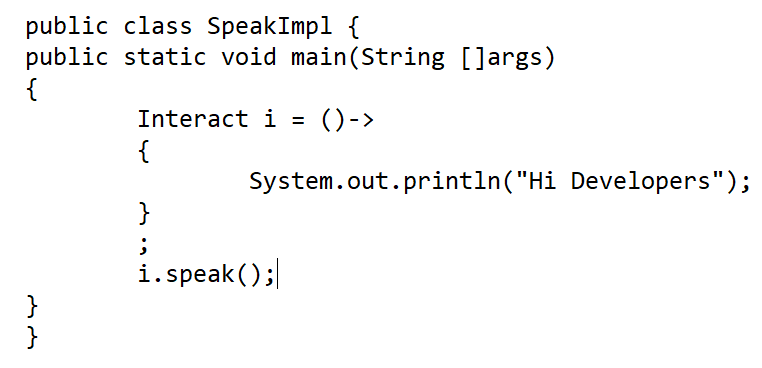 public class SpeakImpl {
public static void main(String []args)
{
Interact i = ()->
{
System.out.println("Hi Developers");
}
;
i.speak();
}
}